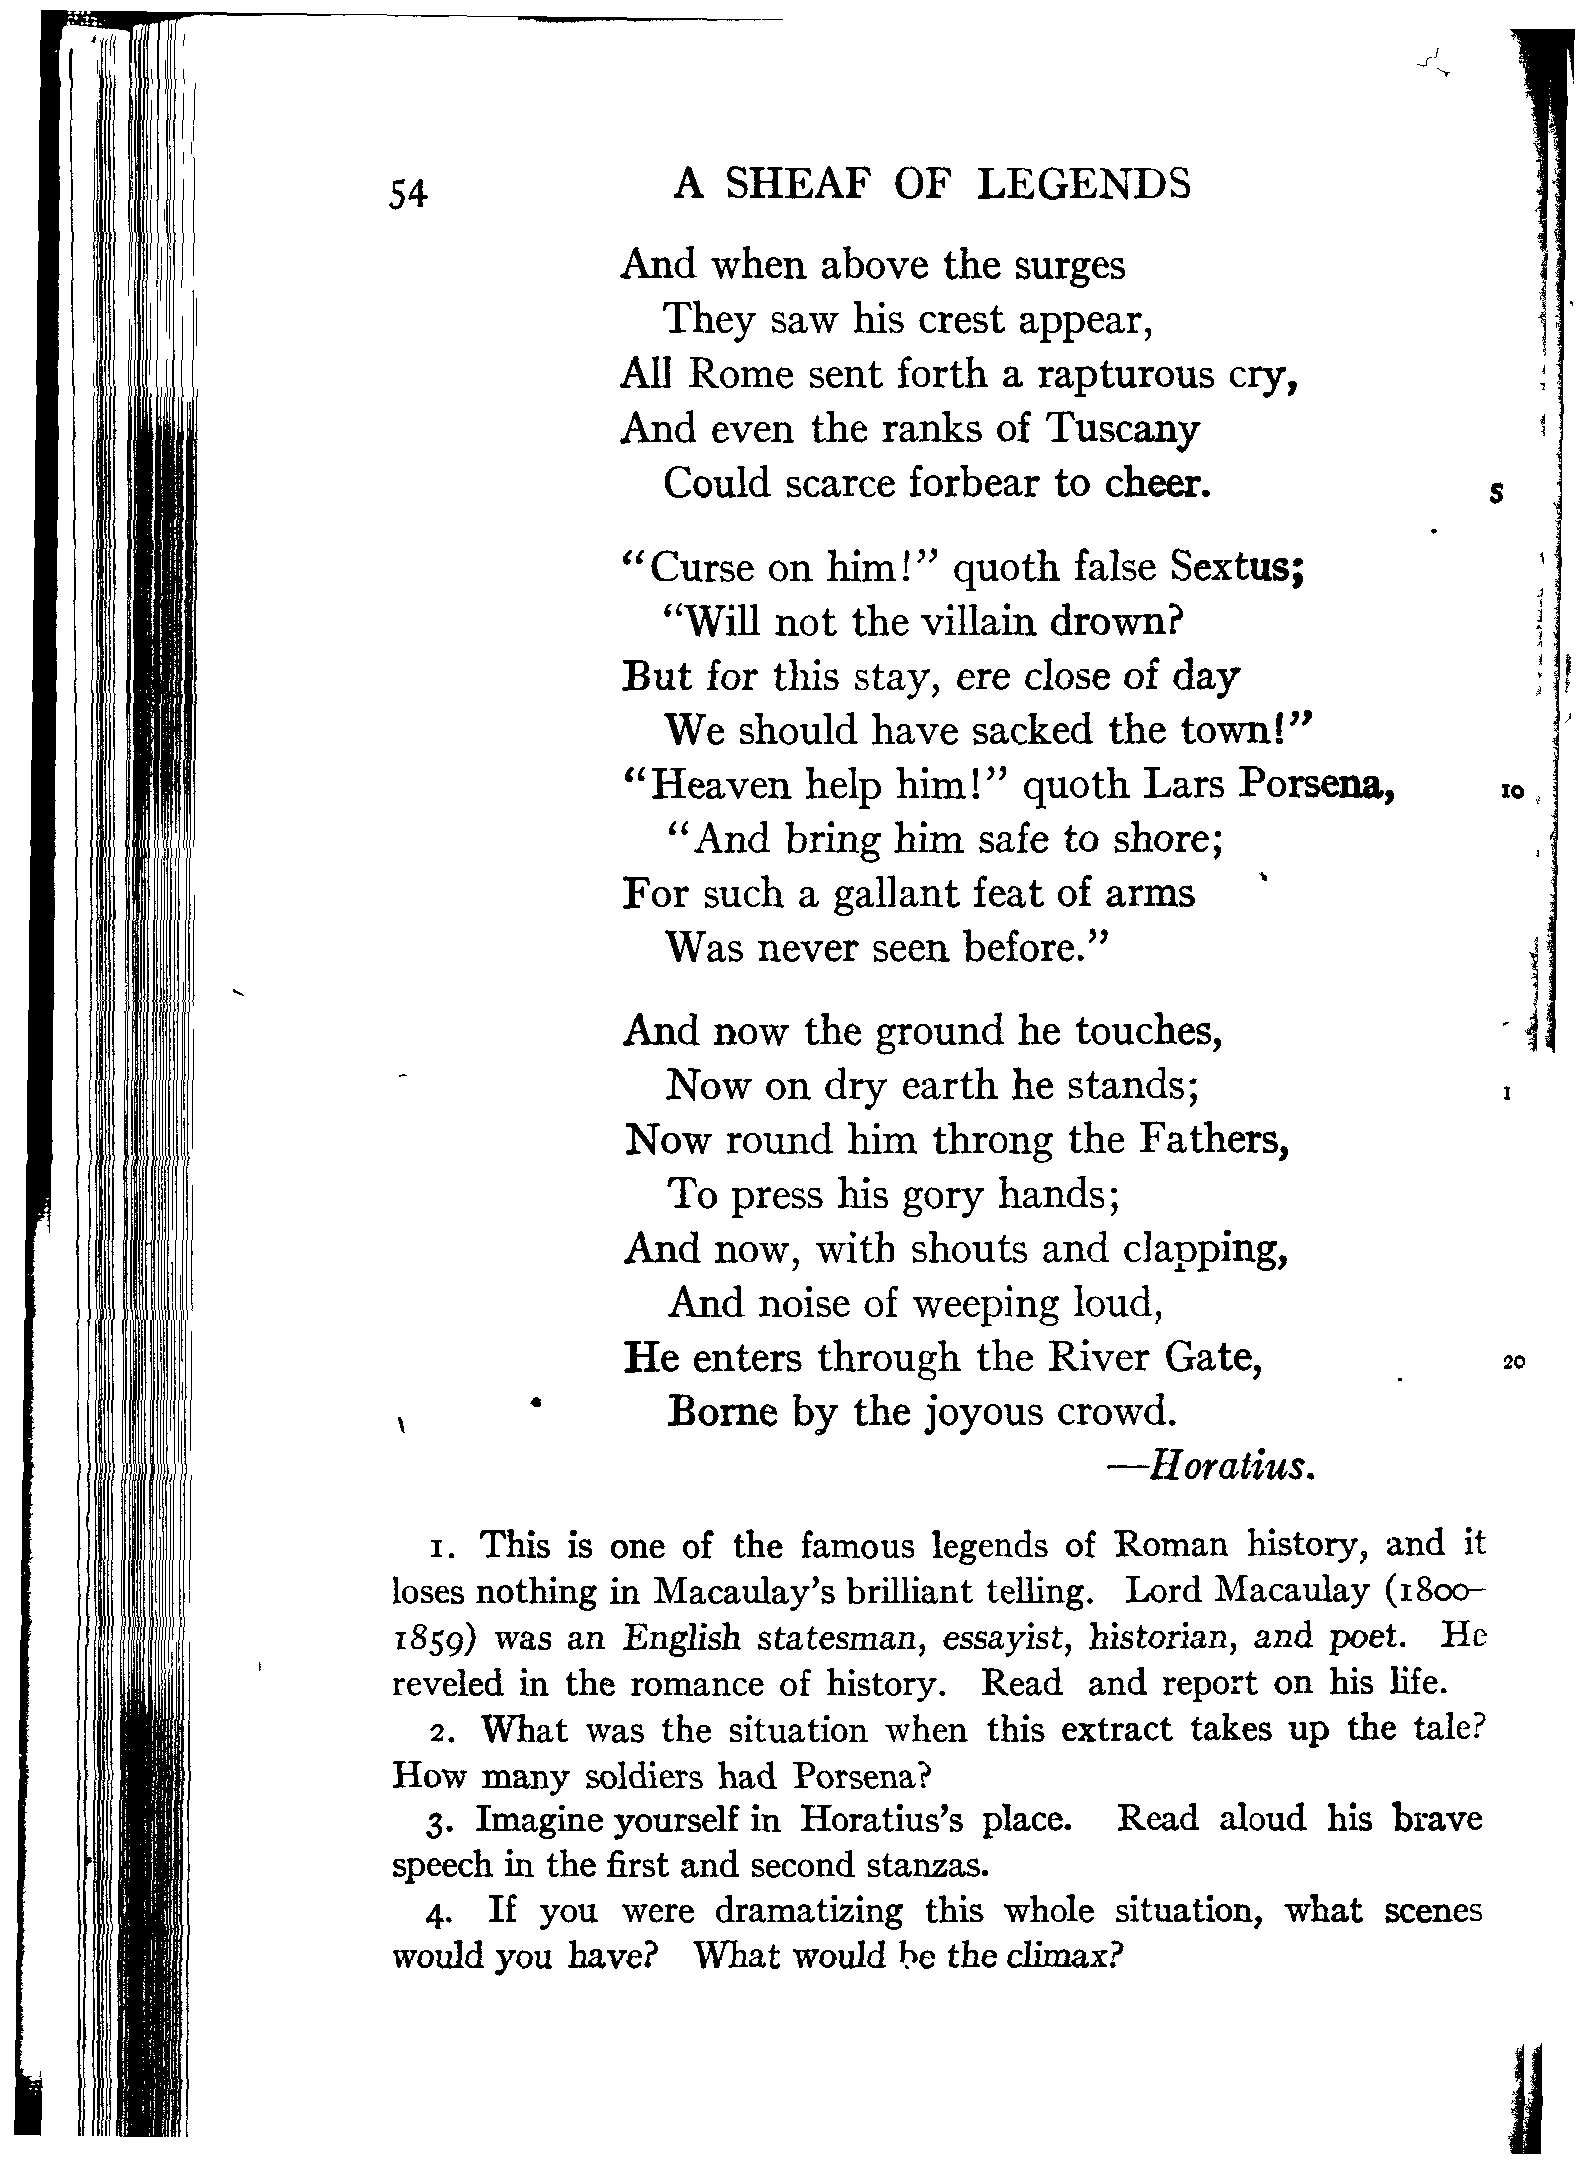 54 A SHEAF OF LEGENDS
And when above the surges
They saw his crest appear,
All Rome sent forth a rapturous cry,
And even the ranks of Tuscany
Could scarce forbear to cheer. 5
“Curse on him!” quoth false Sextus;
“Will not the villain drown?
But for this stay, ere close of day
We should have sacked the town!”
“Heaven help him!” quoth Lars Porsena, 10
“And bring him safe to shore;
For such a gallant feat of arms
Was never seen before.”
And now the ground he touches,
Now on dry earth he stands; 1
Now round him throng the Fathers,
To press his gory hands;
And now, with shouts and clapping,
And noise of weeping loud,
He enters through the River Gate, 20
Borne by the joyous crowd.
—Horatius.
1. This is one of the famous legends of Roman history, and it
loses nothing in Macaulay’s brilliant telling. Lord Macaulay (1800–
1859) was an English statesman, essayist, historian, and poet. He
reveled in the romance of history. Read and report on his life.
2. What was the situation when this extract takes up the tale?
How many soldiers had Porsena?
3. Imagine yourself in Horatius’s place. Read aloud his brave
speech in the first and second stanzas.
4. If you were dramatizing this whole situation, what scenes
would you have? What would be the climax?